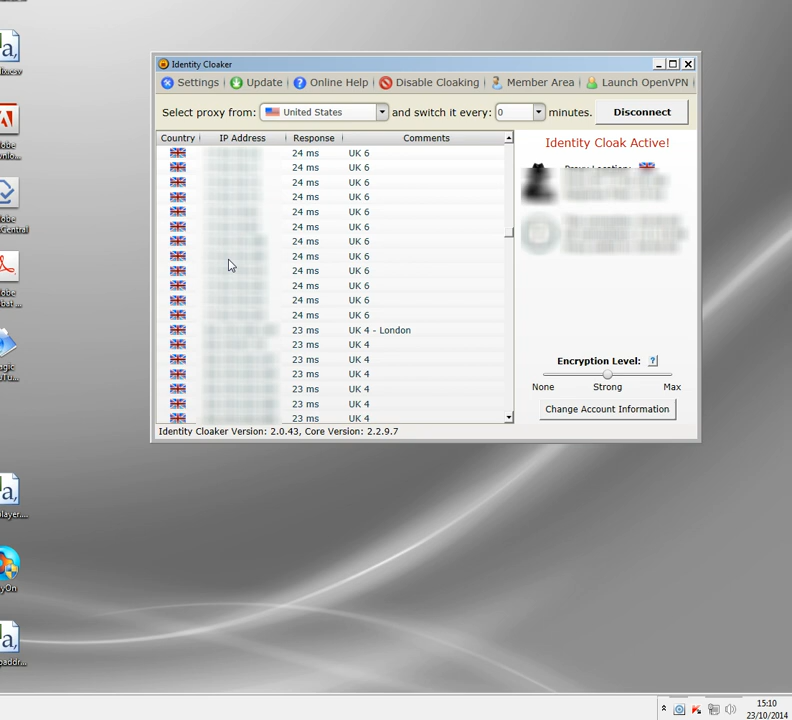 Identity Cloaker
Settings Update Online Help Disable Cloaking Member Area Launch OpenVPN
Select proxy from: United States and switch it every: 0 minutes. Disconnect
Country IP Address Response Comments
Identity Cloak Active!
24 ms UK 6
Proxy Location:
24 ms UK 6
24 ms UK 6
24 ms UK 6
24 ms UK 6
24 ms UK 6
24 ms UK 6
24 ms UK 6
24 ms UK 6
24 ms UK 6
24 ms UK 6
24 ms UK 6
23 ms UK 4 - London
23 ms UK 4
23 ms UK 4
23 ms UK 4
23 ms UK 4
23 ms UK 4
23 ms UK 4
Encryption Level: ?
None Strong Max
Change Account Information
Identity Cloaker Version: 2.0.43, Core Version: 2.2.9.7
15:10
23/10/2014